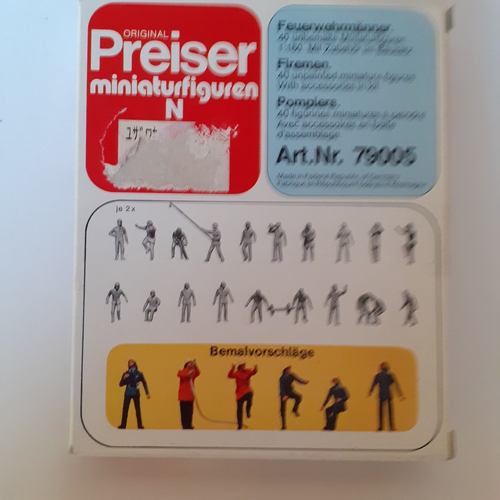 ORIGINAL
Preiser
miniaturfiguren
N
Feuerwehrmänner.
40 unbemalte Miniaturfiguren
1:160. Mit Zubehör im Bausatz
Firemen.
40 unpainted miniature figures
With accessories in kit
Pompiers.
40 figurines miniatures à peindre
Avec accessoires en boîte
d'assemblage
Art.Nr. 79005
Made in Federal Republic of Germany
je 2x
Bemalvorschläge